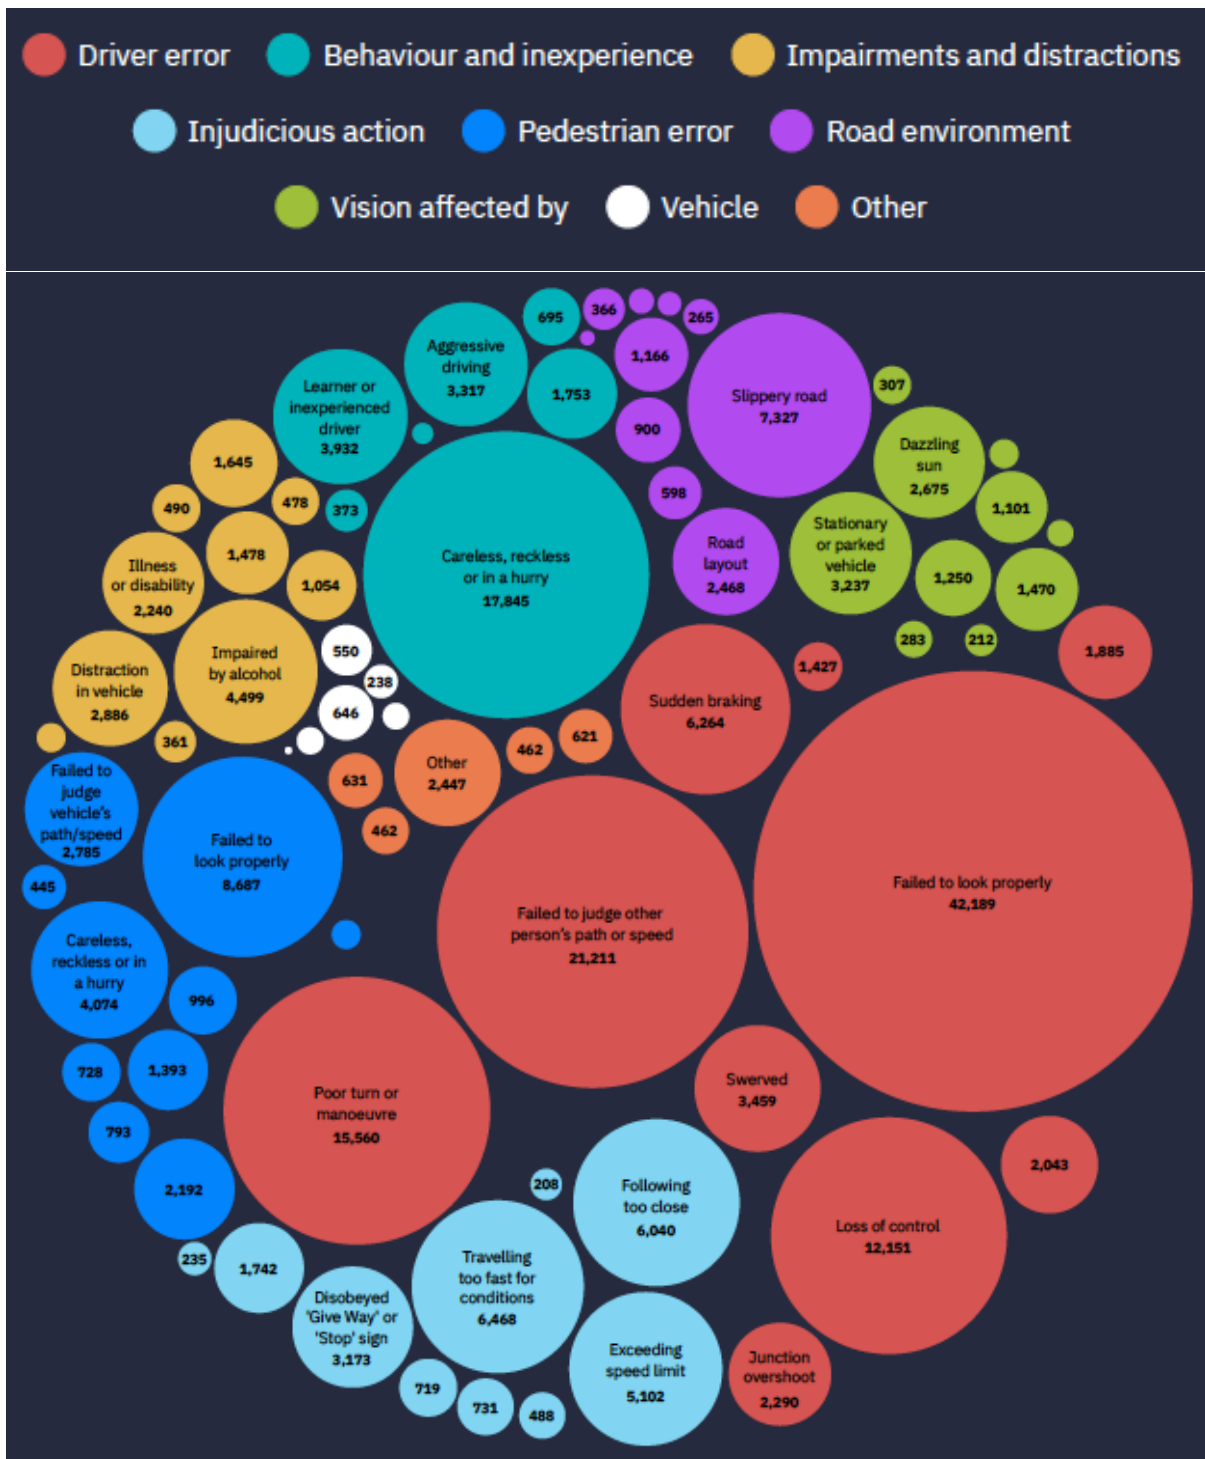 Driver error
Behaviour and inexperience
Impairments and distractions
Injudicious action
Pedestrian error
Road environment
Vision affected by
Vehicle
Other
695
366
265
Aggressive
driving
3,317
1,753
1,166
Learner or
inexperienced
driver
3,932
Slippery road
7,327
307
900
1,645
Dazzling
sun
2,675
490
478
373
598
1,101
1,478
Illness
or disability
2,240
1,054
Careless, reckless
or in a hurry
17,845
Road
layout
2,468
Stationary
or parked
vehicle
3,237
1,250
1,470
283
212
550
238
646
Impaired
by alcohol
4,499
Distraction
in vehicle
2,886
361
Sudden braking
6,264
1,427
1,885
621
462
Other
2,447
631
462
Failed to
judge
vehicle's
path/speed
2,785
Failed to
look properly
8,687
445
Failed to look properly
42,189
Failed to judge other
person's path or speed
21,211
Careless,
reckless or in
a hurry
4,074
996
728
1,393
793
2,192
Poor turn or
manoeuvre
15,560
Swerved
3,459
2,043
208
Following
too close
6,040
Loss of control
12,151
235
1,742
Travelling
too fast for
conditions
6,468
Disobeyed
'Give Way' or
'Stop' sign
3,173
Exceeding
speed limit
5,102
Junction
overshoot
2,290
719
731
488